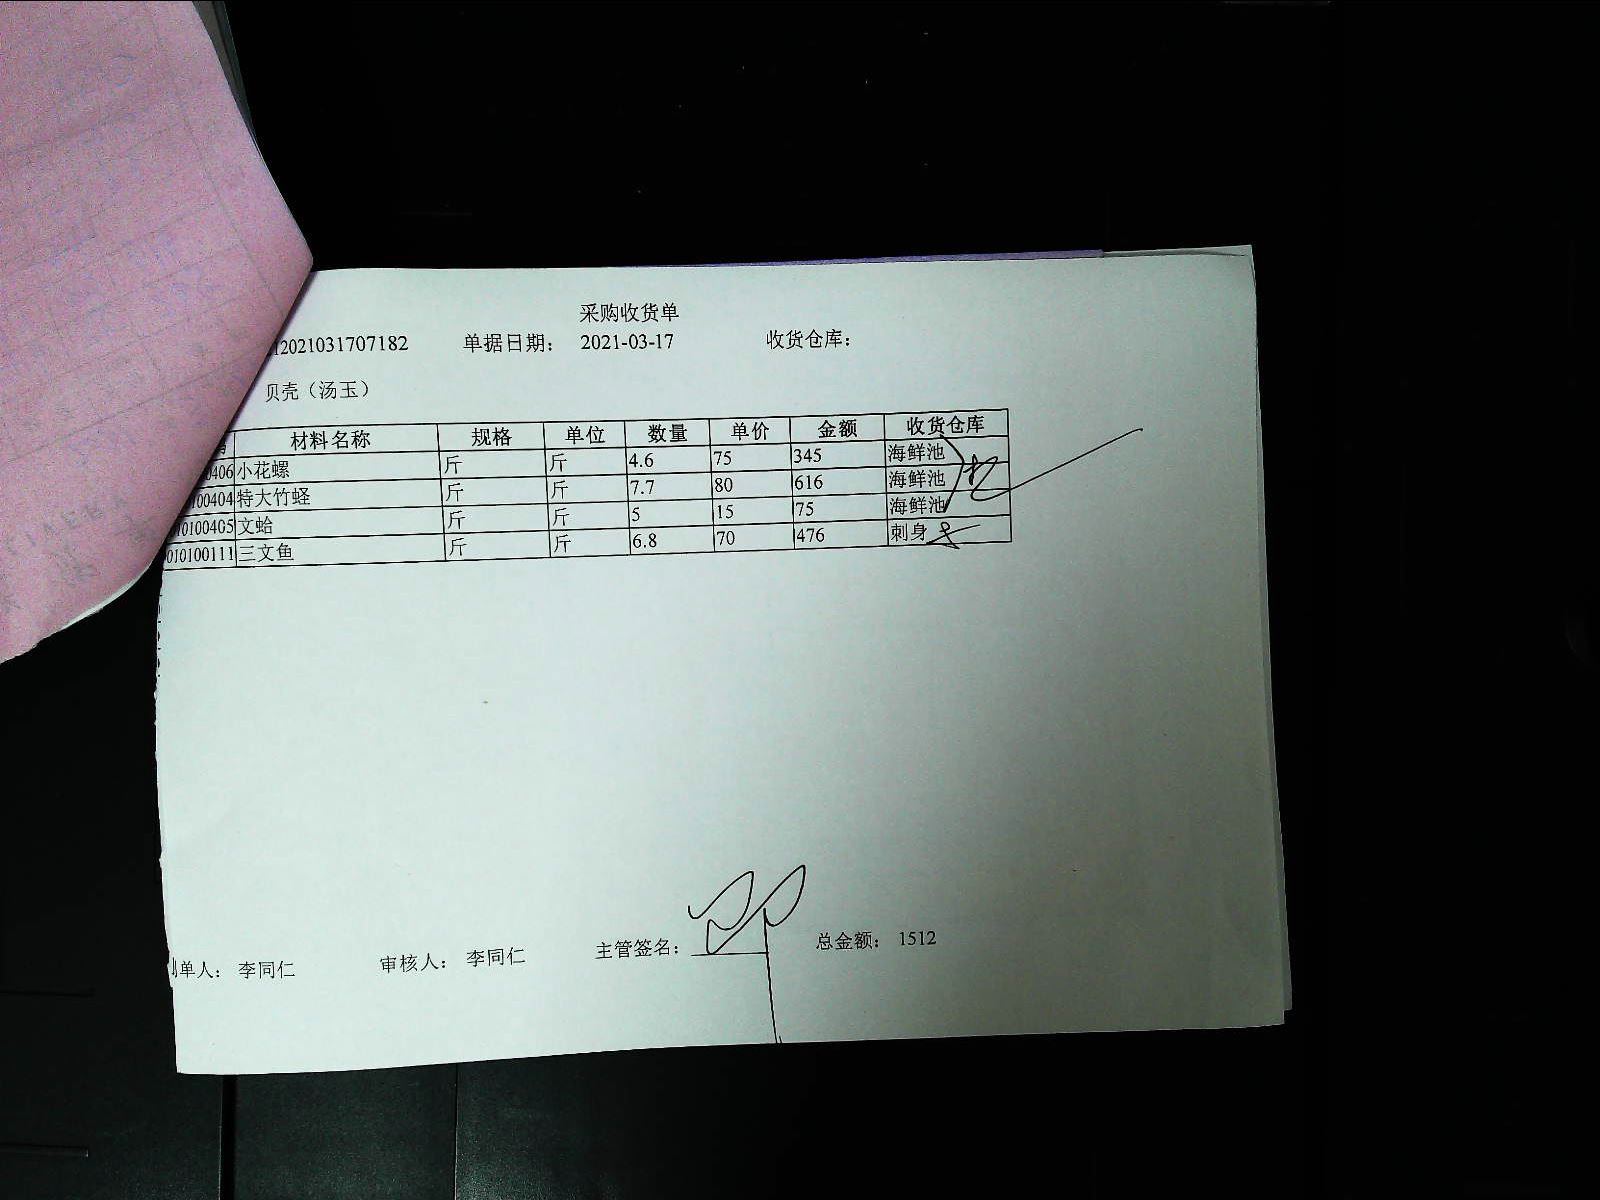 采购收货单
12021031707182 单据日期： 2021-03-17 收货仓库：
贝壳（汤玉）
材料名称 规格 单位 数量 单价 金额 收货仓库
0406 小花螺 斤 斤 4.6 75 345 海鲜池
100404 特大竹蛏 斤 斤 7.7 80 616 海鲜池
010100405 文蛤 斤 斤 5 15 75 海鲜池
010100111 三文鱼 斤 斤 6.8 70 476 刺身
单人： 李同仁 审核人： 李同仁 主管签名： 总金额： 1512